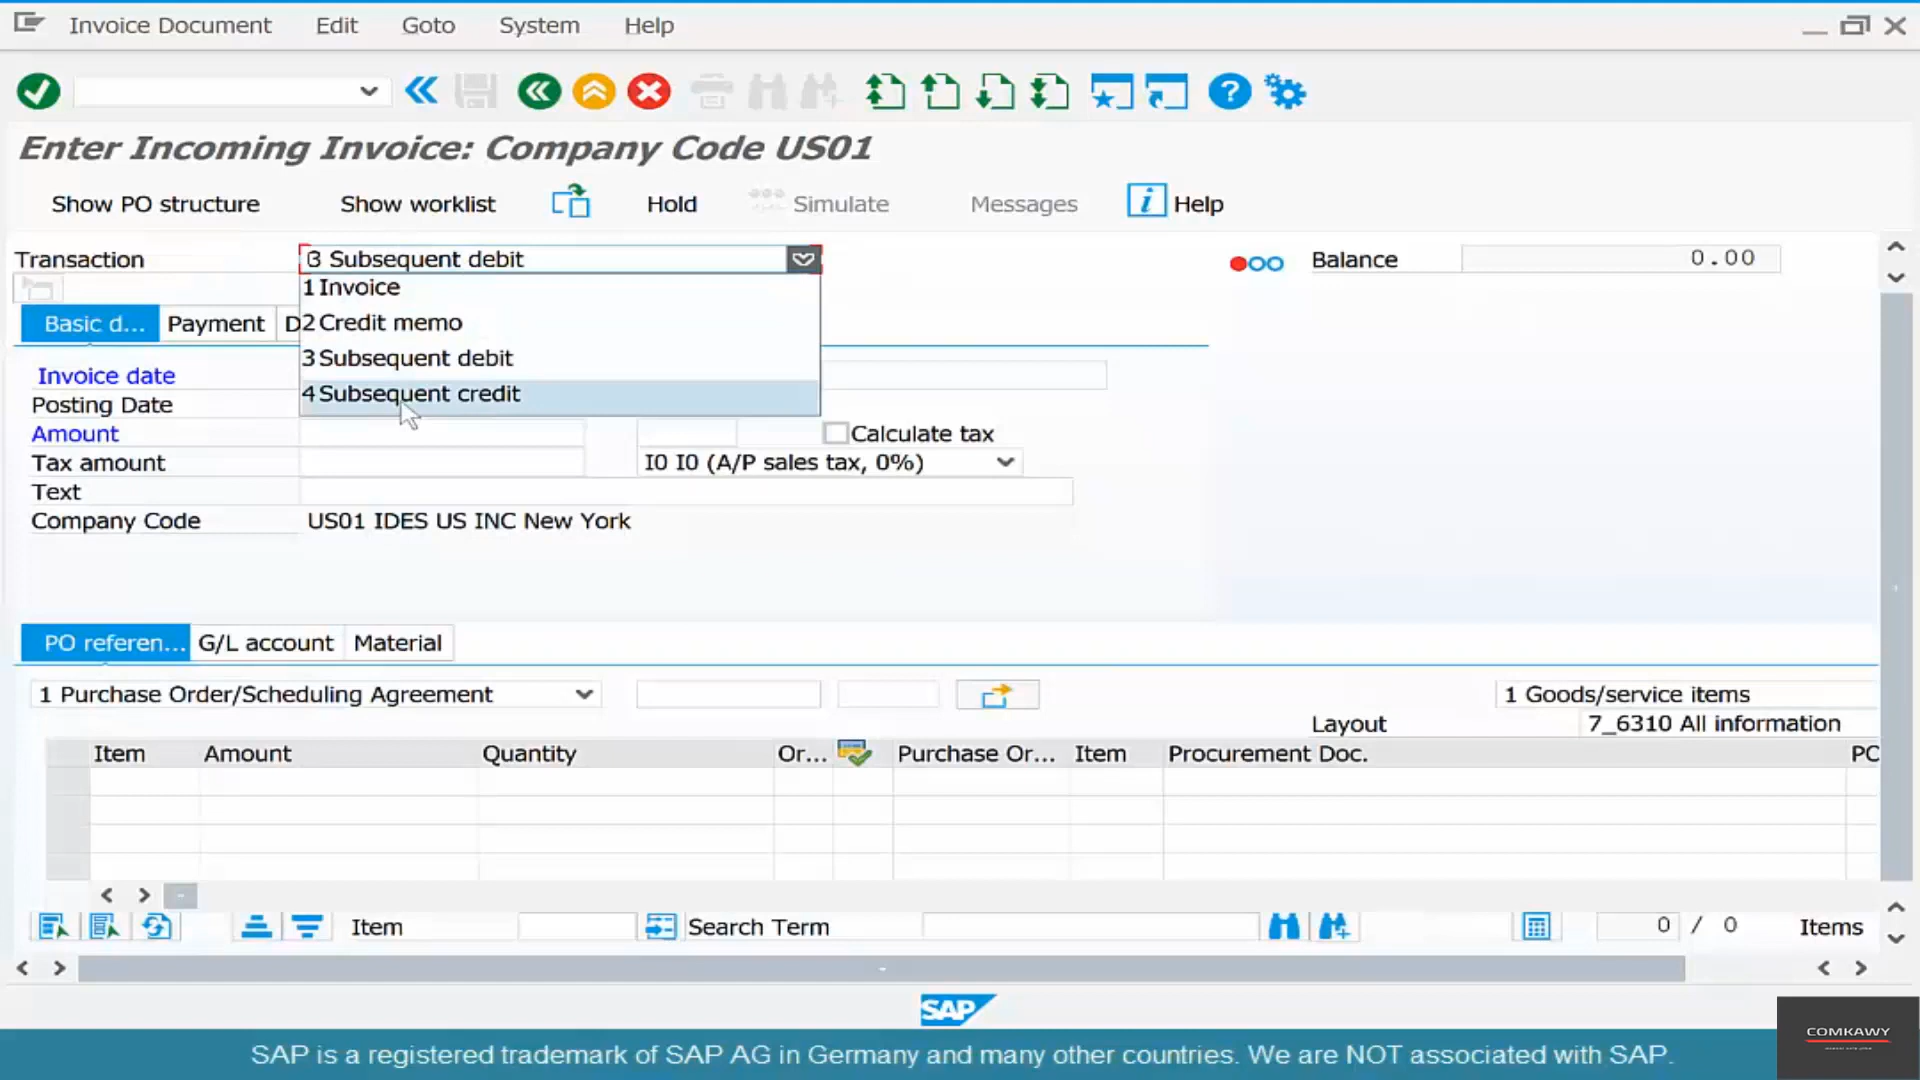 Invoice Document Edit Goto System Help
Enter Incoming Invoice: Company Code US01
Show PO structure Show worklist Hold Simulate Messages Help
Transaction 3 Subsequent debit Balance 0.00
1 Invoice
2 Credit memo
3 Subsequent debit
4 Subsequent credit
Basic d... Payment D
Invoice date
Posting Date
Amount Calculate tax
Tax amount I0 I0 (A/P sales tax, 0%)
Text
Company Code US01 IDES US INC New York
PO referen... G/L account Material
1 Purchase Order/Scheduling Agreement 1 Goods/service items
Layout 7_6310 All information
Item Amount Quantity Or... Purchase Or... Item Procurement Doc. PO
Item Search Term 0 / 0 Items
SAP
COMKAWY
SAP is a registered trademark of SAP AG in Germany and many other countries. We are NOT associated with SAP.